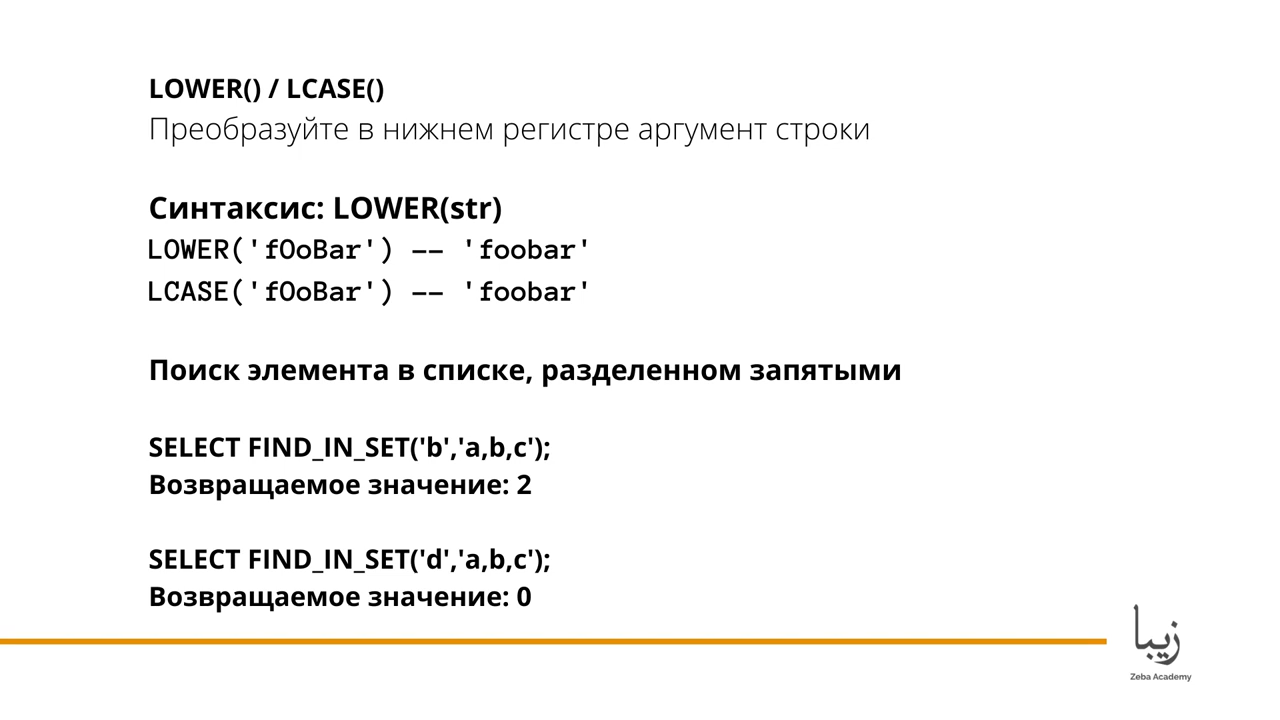 LOWER() / LCASE()
Преобразуйте в нижнем регистре аргумент строки
Синтаксис: LOWER(str)
LOWER('fOoBar') –– 'foobar'
LCASE('fOoBar') –– 'foobar'
Поиск элемента в списке, разделенном запятыми
SELECT FIND_IN_SET('b','a,b,c');
Возвращаемое значение: 2
SELECT FIND_IN_SET('d','a,b,c');
Возвращаемое значение: 0
زيبا
Zeba Academy